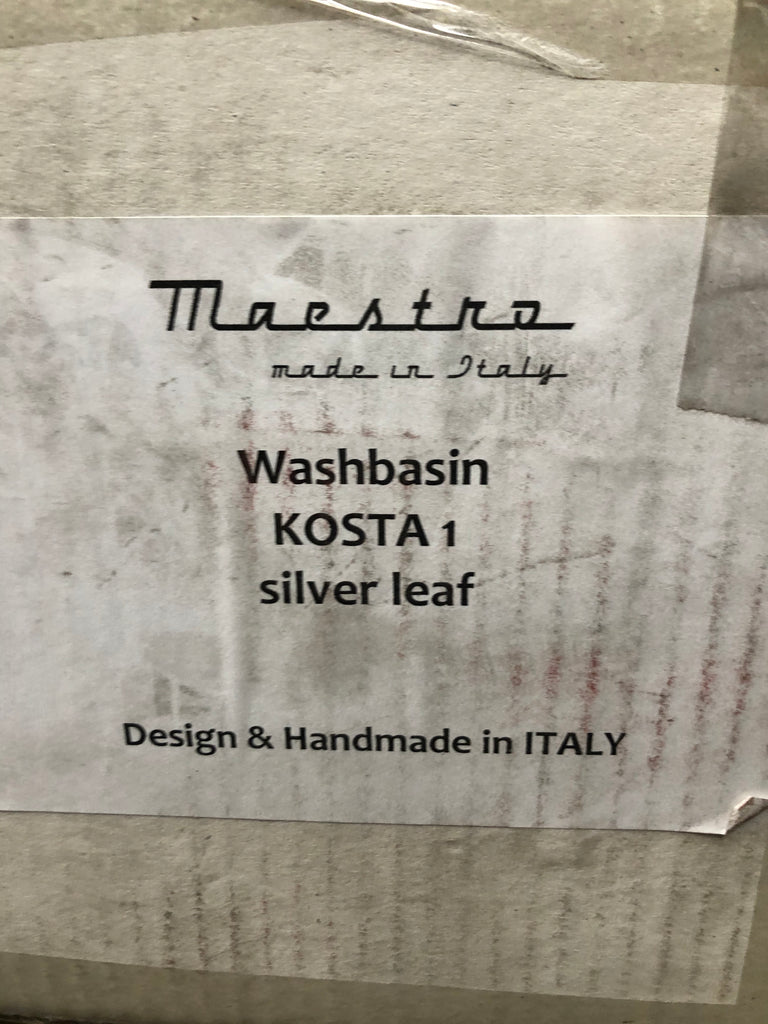 Maestro
made in Italy
Washbasin
KOSTA 1
silver leaf
Design & Handmade in ITALY